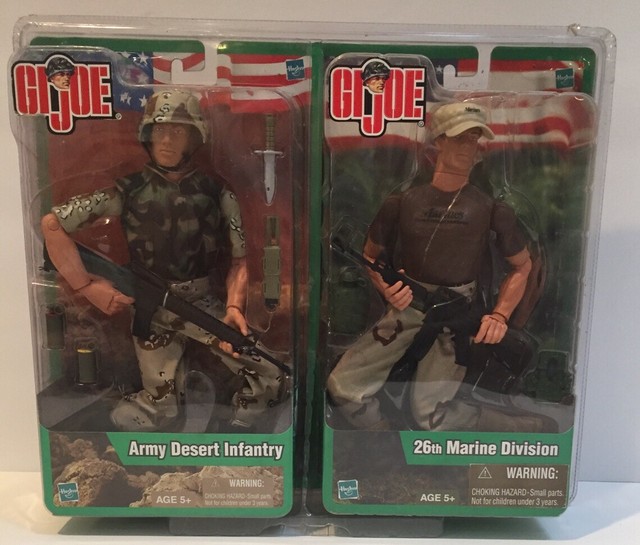 GI JOE
GI JOE
Hasbro
Army Desert Infantry
26th Marine Division
WARNING:
CHOKING HAZARD-Small parts.
Not for children under 3 years.
AGE 5+
Hasbro
WARNING:
CHOKING HAZARD-Small parts.
Not for children under 3 years.
AGE 5+
Hasbro